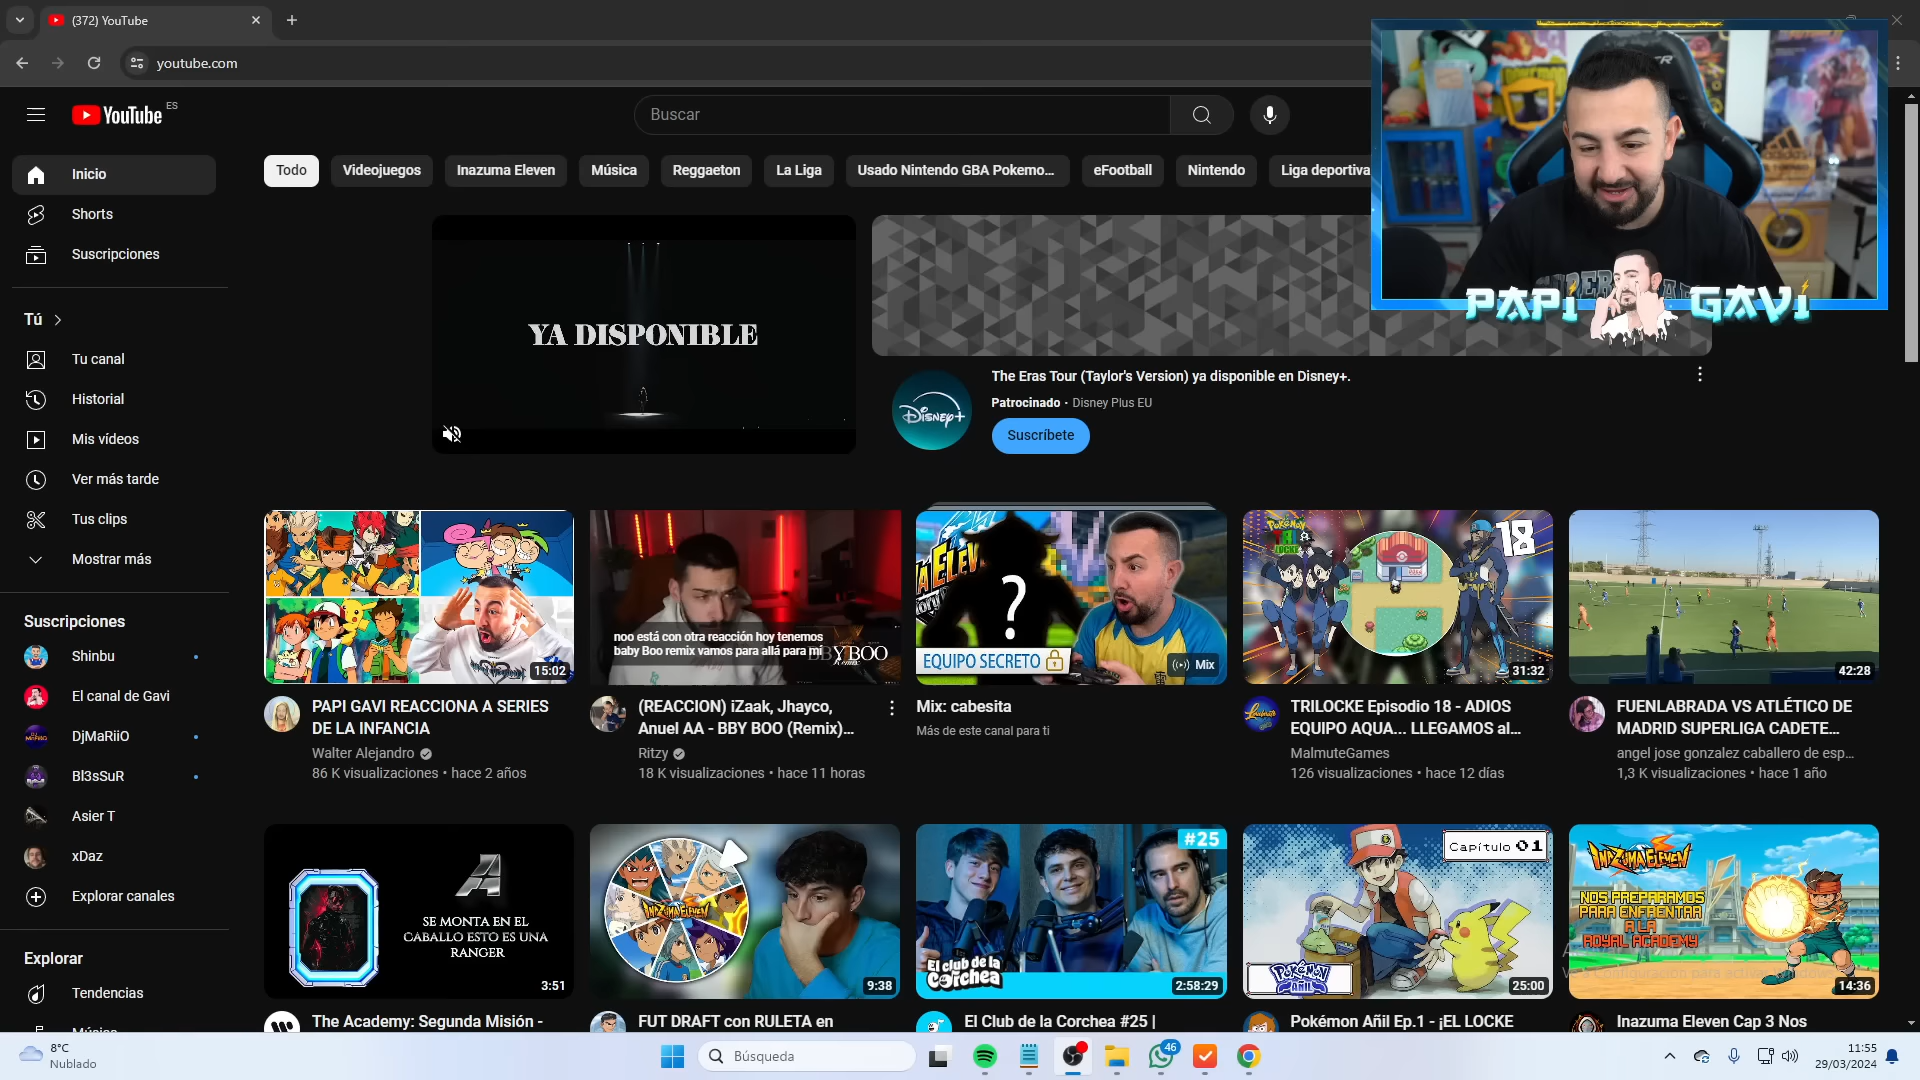 (372) YouTube
youtube.com
YouTube ES
Buscar
Todo
Videojuegos
Inazuma Eleven
Música
Reggaeton
La Liga
Usado Nintendo GBA Pokemo...
eFootball
Nintendo
Liga deportiva
PAPI GAVI
Inicio
Shorts
Suscripciones
Tú
Tu canal
Historial
Mis vídeos
Ver más tarde
Tus clips
Mostrar más
Suscripciones
Shinbu
El canal de Gavi
DjMaRiiO
Bl3sSuR
Asier T
xDaz
Explorar canales
Explorar
Tendencias
Música
YA DISPONIBLE
Disney+
The Eras Tour (Taylor's Version) ya disponible en Disney+.
Patrocinado · Disney Plus EU
Suscríbete
15:02
PAPI GAVI REACCIONA A SERIES
DE LA INFANCIA
Walter Alejandro
86 K visualizaciones • hace 2 años
noo está con otra reacción hoy tenemos
baby Boo remix vamos para allá para mí
BBYBOO
Remix
(REACCION) iZaak, Jhayco,
Anuel AA - BBY BOO (Remix)...
Ritzy
18 K visualizaciones • hace 11 horas
?
EQUIPO SECRETO
Mix
Mix: cabesita
Más de este canal para ti
18
31:32
TRILOCKE Episodio 18 - ADIOS
EQUIPO AQUA... LLEGAMOS al...
MalmuteGames
126 visualizaciones • hace 12 días
42:28
FUENLABRADA VS ATLÉTICO DE
MADRID SUPERLIGA CADETE...
angel jose gonzalez caballero de esp...
1,3 K visualizaciones • hace 1 año
SE MONTA EN EL
CABALLO ESTO ES UNA
RANGER
3:51
The Academy: Segunda Misión -
INAZUMA ELEVEN
9:38
FUT DRAFT con RULETA en
#25
El club de la
Corchea
2:58:29
El Club de la Corchea #25 |
Capítulo 01
Pokémon
Añil
25:00
Pokémon Añil Ep.1 - ¡EL LOCKE
INAZUMA ELEVEN
NOS PREPARAMOS
PARA ENFRENTAR
A LA
ROYAL ACADEMY
14:36
Inazuma Eleven Cap 3 Nos
8°C
Nublado
Búsqueda
46
11:55
29/03/2024